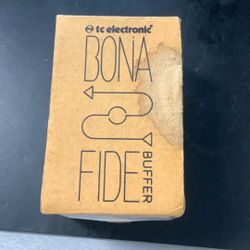 tc electronic
BONA
FIDE
BUFFER